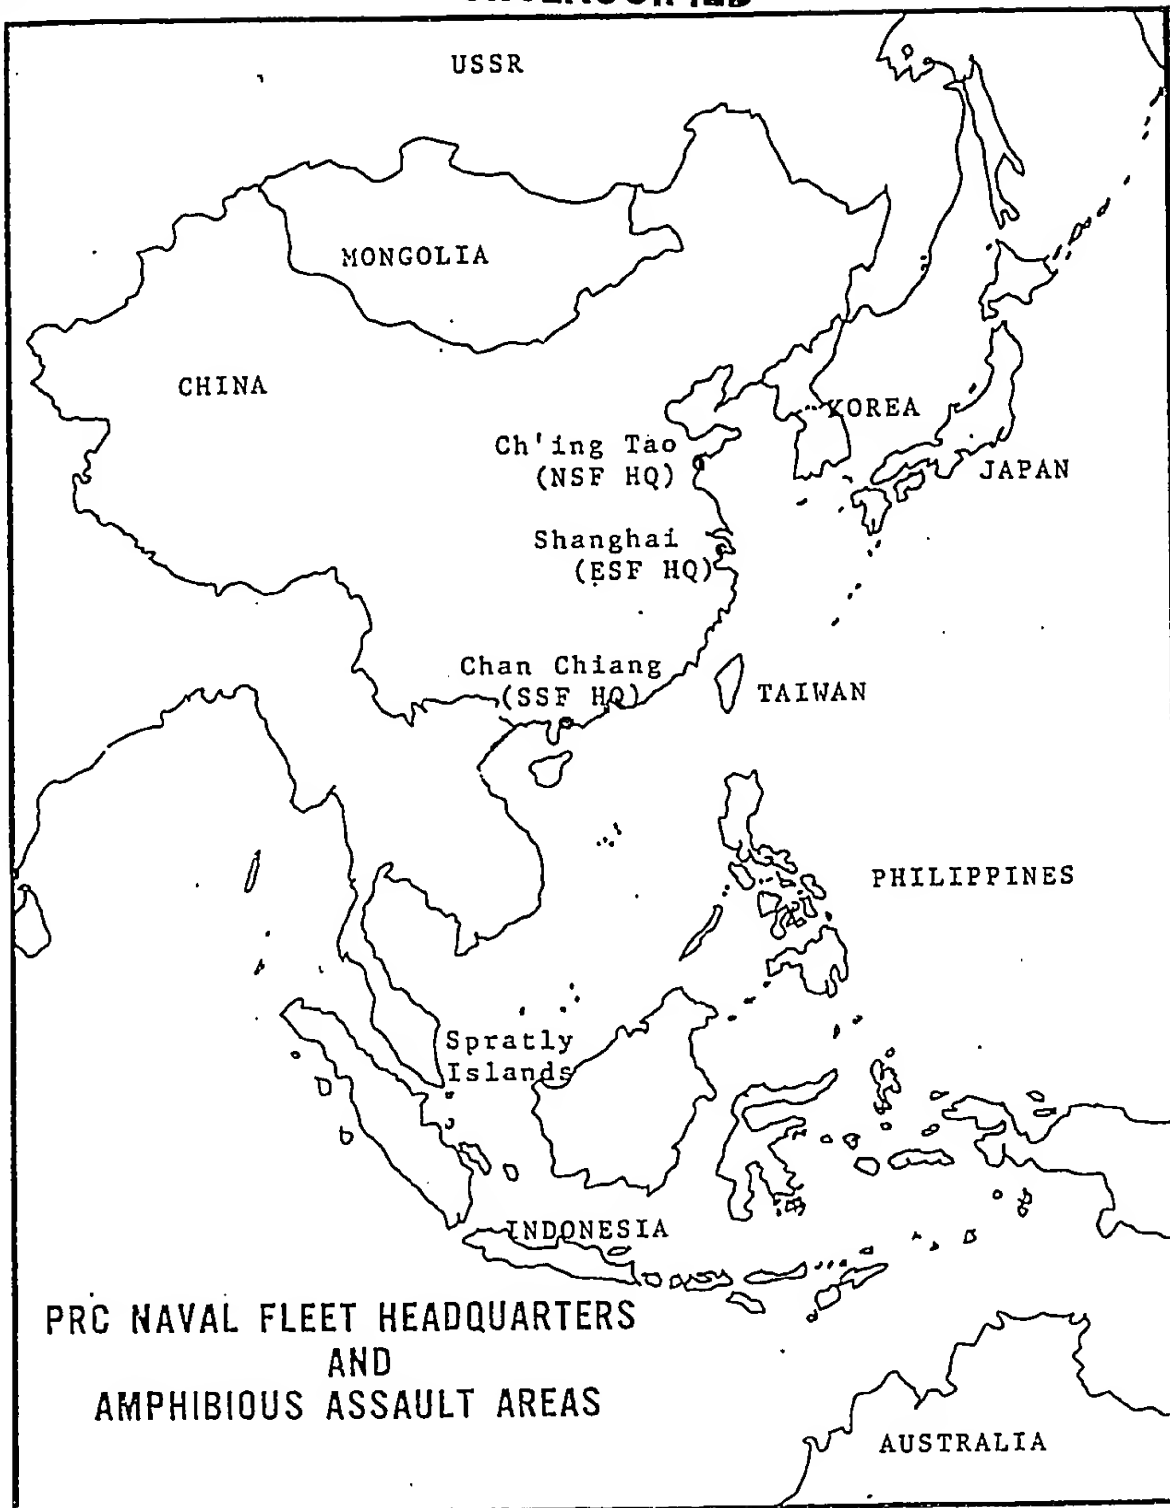 USSR
MONGOLIA
CHINA
KOREA
Ch'ing Tao
(NSF HQ)
JAPAN
Shanghai
(ESF HQ)
Chan Chiang
(SSF HQ)
TAIWAN
PHILIPPINES
Spratly
Islands
INDONESIA
PRC NAVAL FLEET HEADQUARTERS
AND
AMPHIBIOUS ASSAULT AREAS
AUSTRALIA